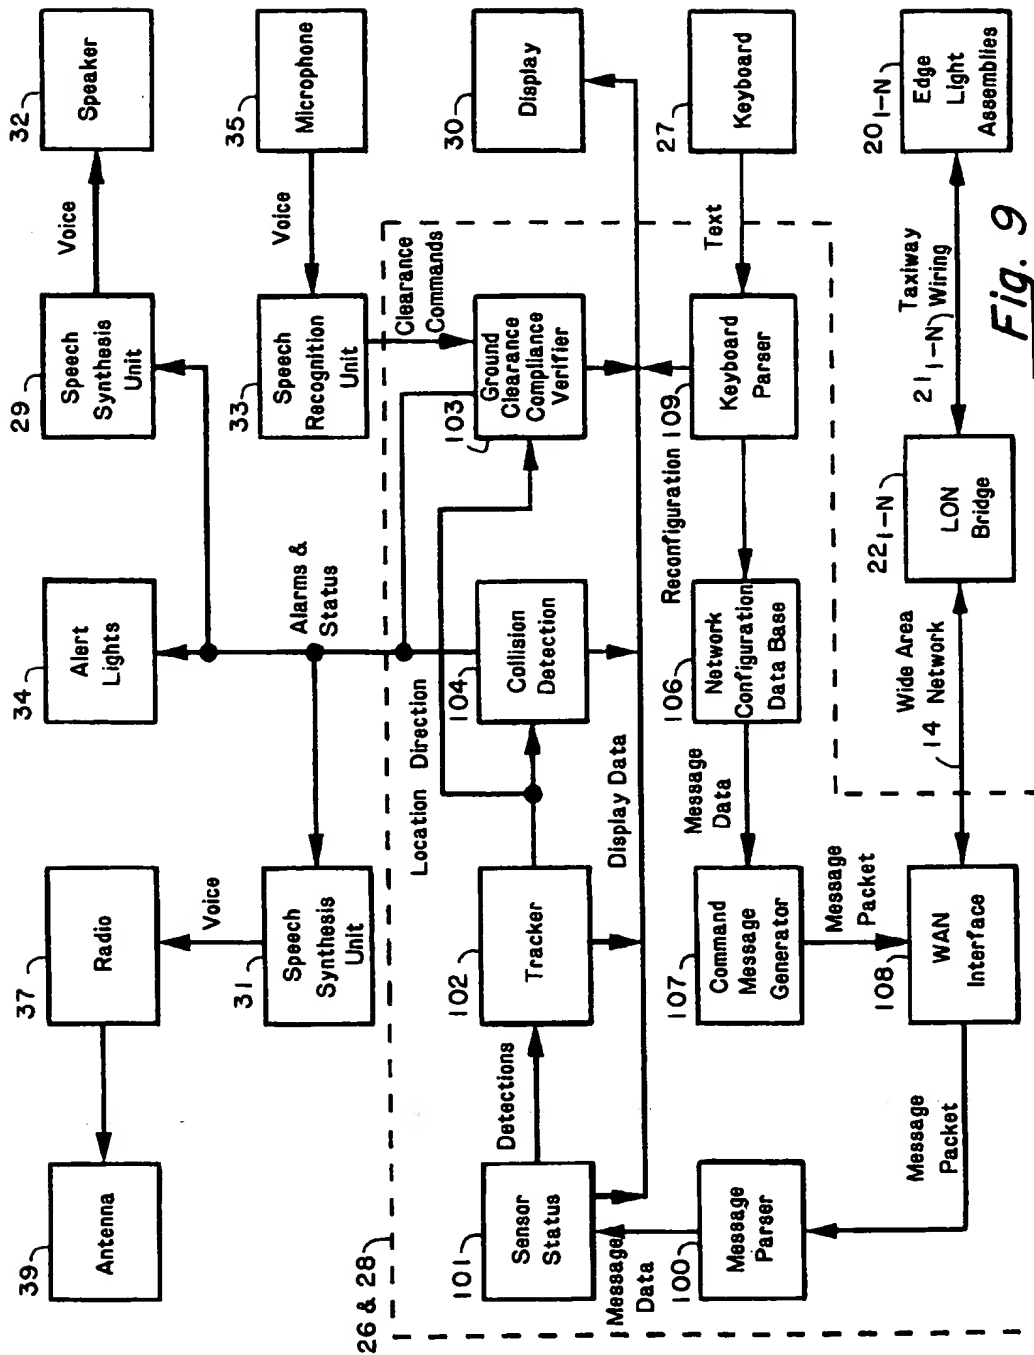 39
Antenna
37
Radio
34
Alert
Lights
29
Speech
Synthesis
Unit
Voice
32
Speaker
31
Speech
Synthesis
Unit
Voice
Alarms &
Status
33
Speech
Recognition
Unit
Voice
35
Microphone
26 & 28
Location Direction
Clearance
Commands
101
Sensor
Status
Detections
102
Tracker
104
Collision
Detection
103
Ground
Clearance
Compliance
Verifier
30
Display
Message
Data
Display Data
100
Message
Parser
107
Command
Message
Generator
Message
Data
106
Network
Configuration
Data Base
Reconfiguration
109
Keyboard
Parser
Text
27
Keyboard
Message
Packet
Message
Packet
108
WAN
Interface
Wide Area
14 Network
22 1-N
LON
Bridge
Taxiway
21 1-N Wiring
20 1-N
Edge
Light
Assemblies
Fig. 9